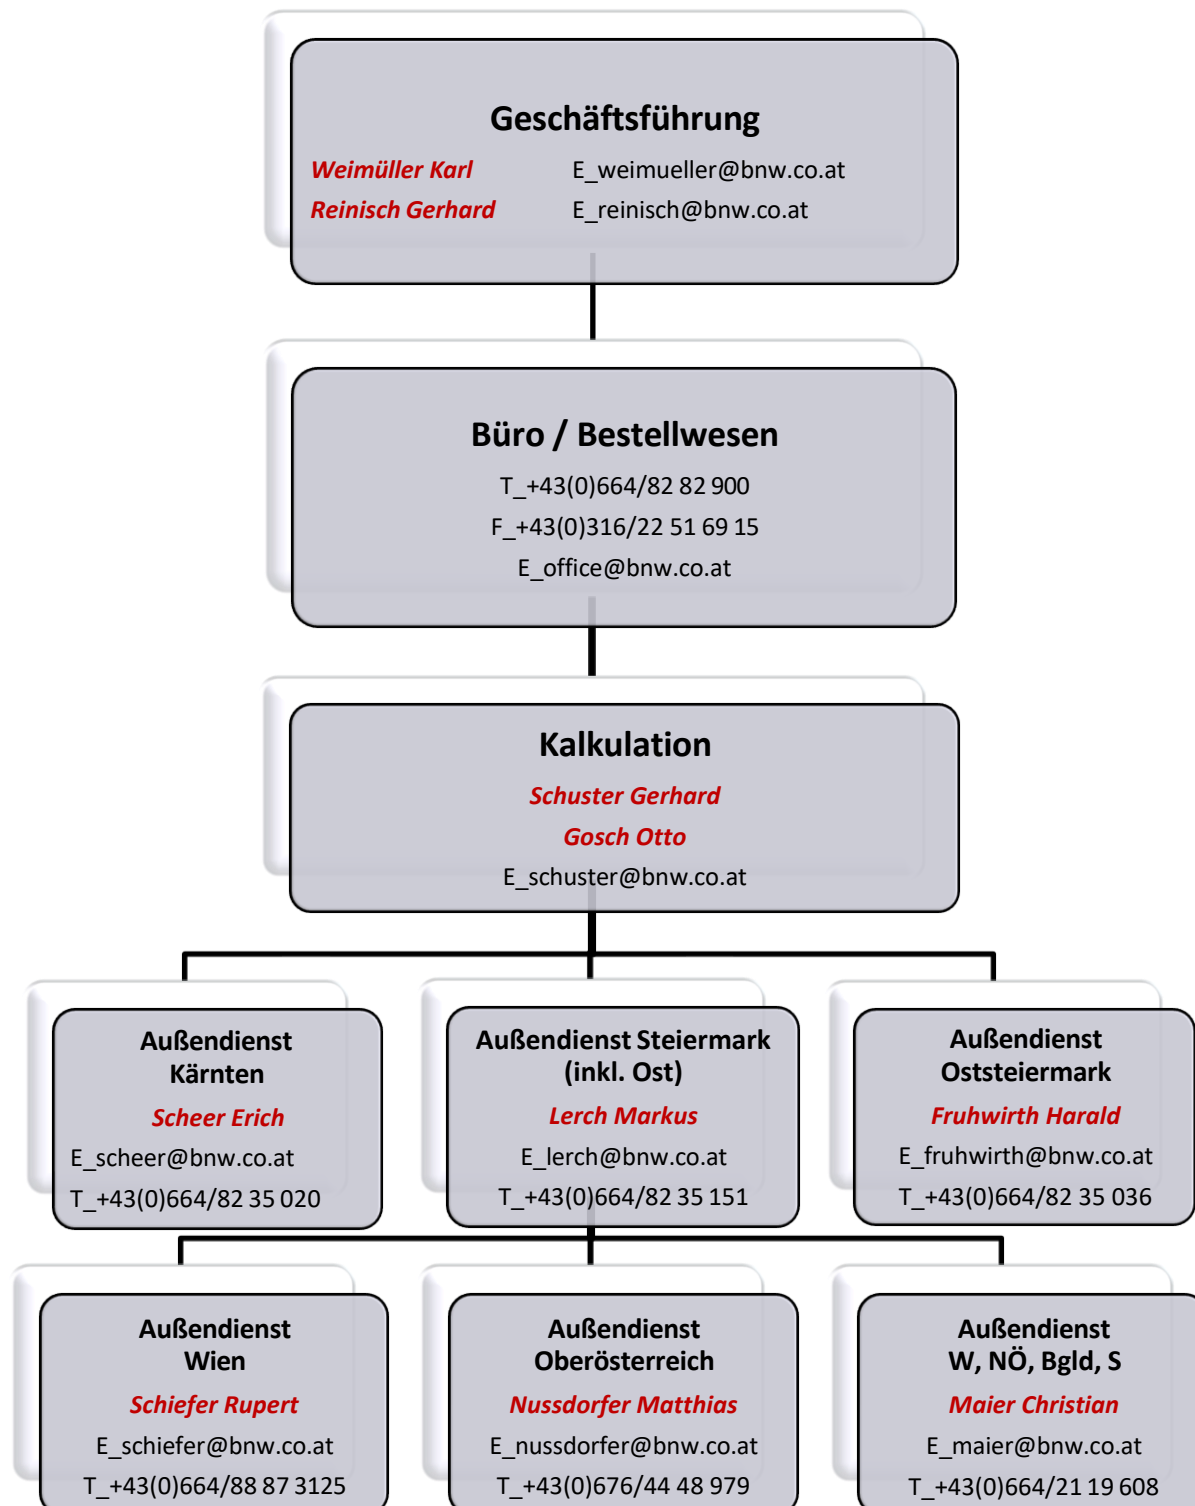 Geschäftsführung
Weimüller Karl E_weimueller@bnw.co.at
Reinisch Gerhard E_reinisch@bnw.co.at
Büro / Bestellwesen
T_+43(0)664/82 82 900
F_+43(0)316/22 51 69 15
E_office@bnw.co.at
Kalkulation
Schuster Gerhard
Gosch Otto
E_schuster@bnw.co.at
Außendienst
Kärnten
Scheer Erich
E_scheer@bnw.co.at
T_+43(0)664/82 35 020
Außendienst Steiermark
(inkl. Ost)
Lerch Markus
E_lerch@bnw.co.at
T_+43(0)664/82 35 151
Außendienst
Oststeiermark
Fruhwirth Harald
E_fruhwirth@bnw.co.at
T_+43(0)664/82 35 036
Außendienst
Wien
Schiefer Rupert
E_schiefer@bnw.co.at
T_+43(0)664/88 87 3125
Außendienst
Oberösterreich
Nussdorfer Matthias
E_nussdorfer@bnw.co.at
T_+43(0)676/44 48 979
Außendienst
W, NÖ, Bgld, S
Maier Christian
E_maier@bnw.co.at
T_+43(0)664/21 19 608